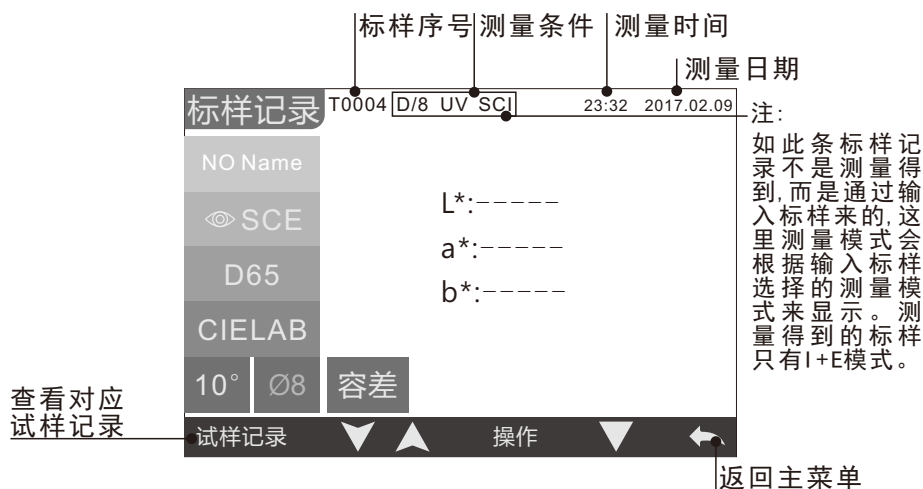 标样序号 测量条件 测量时间
测量日期
标样记录 T0004 D/8 UV SCI 23:32 2017.02.09
注:
如此条标样记
录不是测量得
到,而是通过输
入标样来的,这
里测量模式会
根据输入标样
选择的测量模
式来显示。测
量得到的标样
只有I+E模式。
NO Name
SCE
D65
CIELAB
10° Ø8 容差
L*:-----
a*:-----
b*:-----
查看对应
试样记录
试样记录 操作
返回主菜单